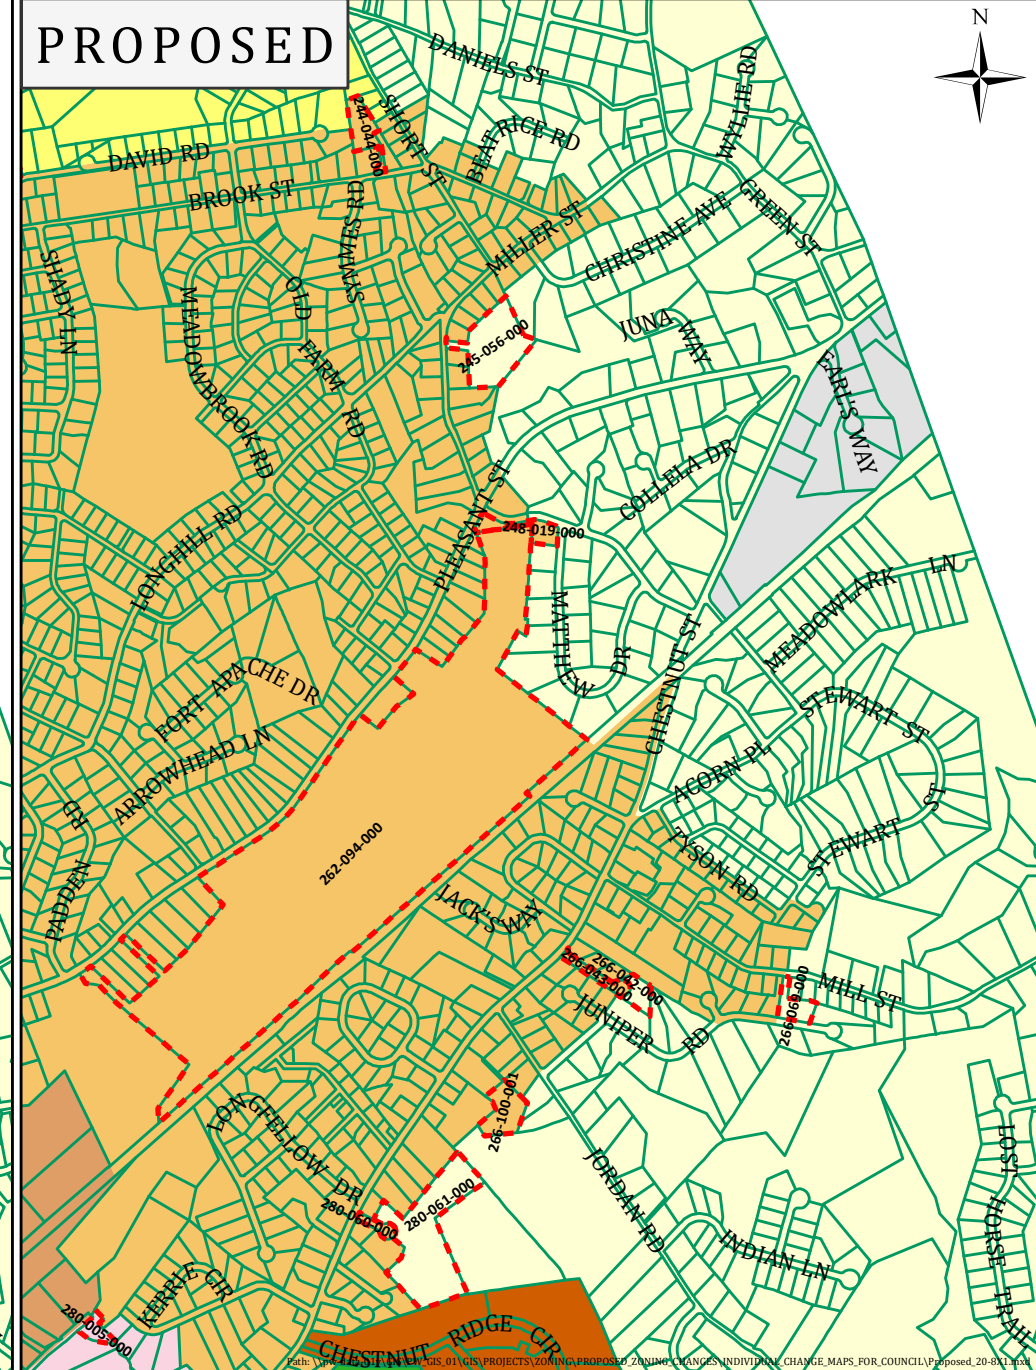 PROPOSED
N
DANIELS ST
WYLIE RD
SHORT ST
244-044-000
BEATRICE RD
DAVID RD
BROOK ST
SYMMES RD
GREEN ST
MILLER ST
CHRISTINE AVE
SHADY LN
MEADOWBROOK RD
OLD FARM RD
245-056-000
JUNA WAY
EARL'S WAY
COLLELA DR
LONGHILL RD
PLEASANT ST
248-019-000
MATTHEW DR
CHESTNUT ST
MEADOWLARK LN
FORT APACHE DR
ARROWHEAD LN
STEWART ST
ACORN PL
STEWART ST
PADDEN RD
262-094-000
TYSON RD
JACK'S WAY
266-042-000
266-043-000
266-069-000
MILL ST
JUNIPER RD
266-100-001
LONGFELLOW DR
280-061-000
280-060-000
JORDAN RD
INDIAN LN
LOST HORSE TRAIL
KERRIE CIR
280-005-000
CHESTNUT RIDGE CIR